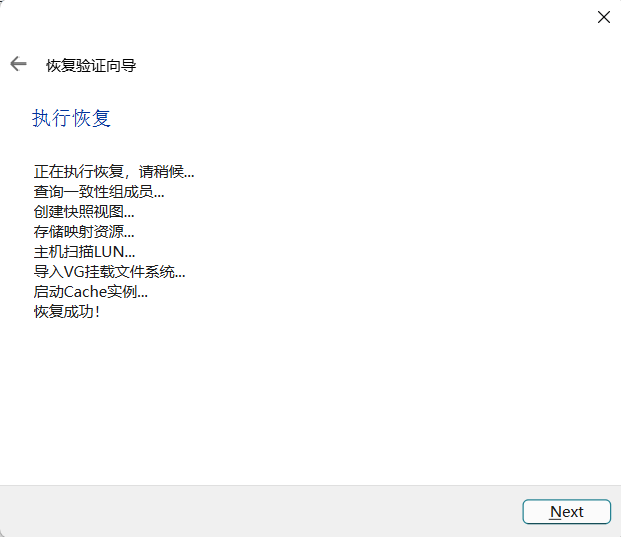 恢复验证向导
执行恢复
正在执行恢复，请稍候...
查询一致性组成员...
创建快照视图...
存储映射资源...
主机扫描LUN...
导入VG挂载文件系统...
启动Cache实例...
恢复成功！
Next